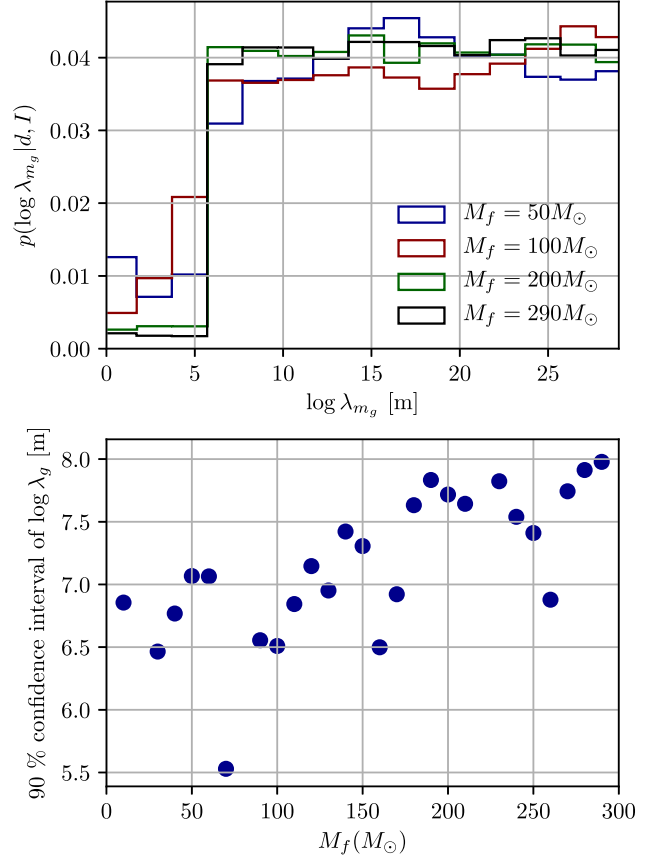 0.04
0.03
0.02
0.01
0.00
p(log λ_{m_g}|d, I)
M_f = 50M_⊙
M_f = 100M_⊙
M_f = 200M_⊙
M_f = 290M_⊙
0 5 10 15 20 25
log λ_{m_g} [m]
8.0
7.5
7.0
6.5
6.0
5.5
90 % confidence interval of log λ_g [m]
0 50 100 150 200 250 300
M_f(M_⊙)